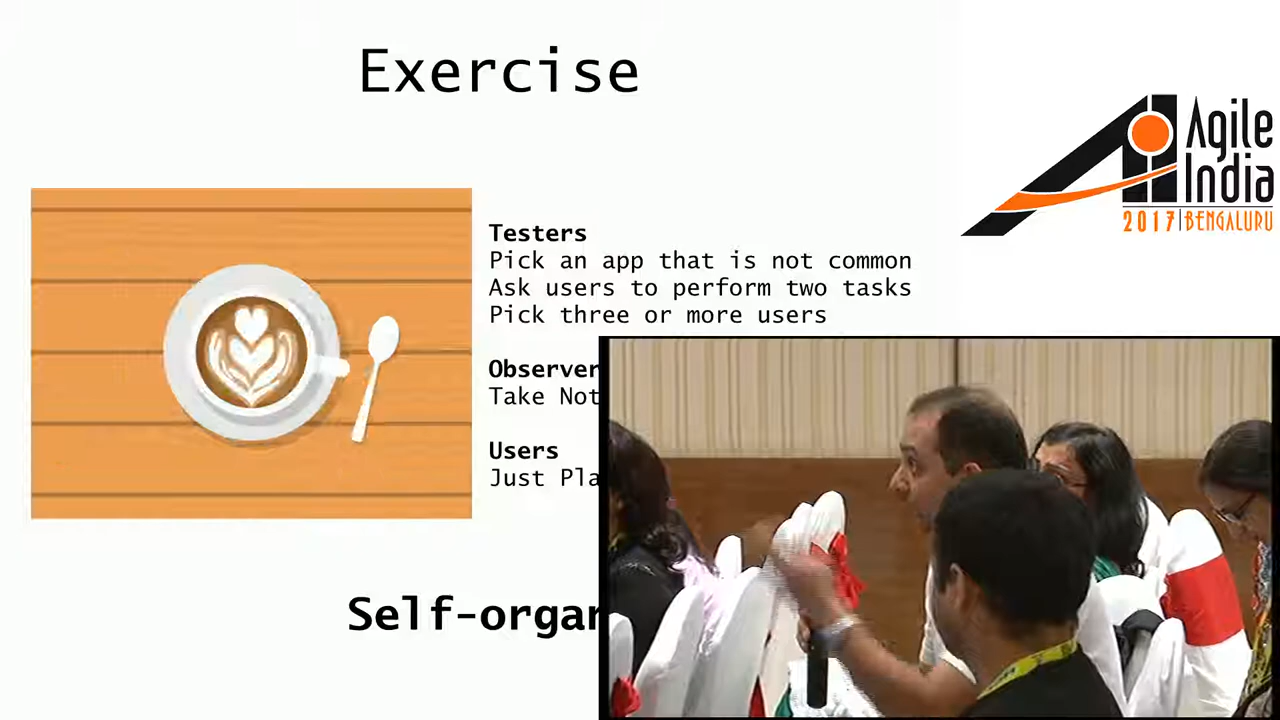 Exercise
Agile
India
2017 | BENGALURU
Testers
Pick an app that is not common
Ask users to perform two tasks
Pick three or more users
Observer
Take Not
Users
Just Pla
Self-organ